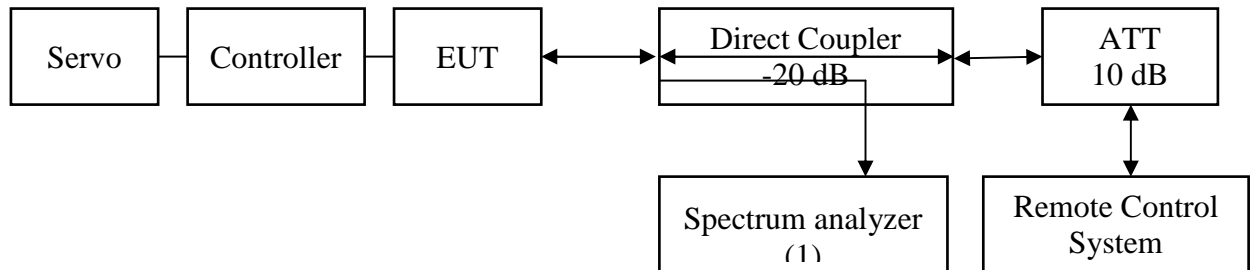 Servo
Controller
EUT
Direct Coupler
-20 dB
ATT
10 dB
Spectrum analyzer
(1)
Remote Control
System